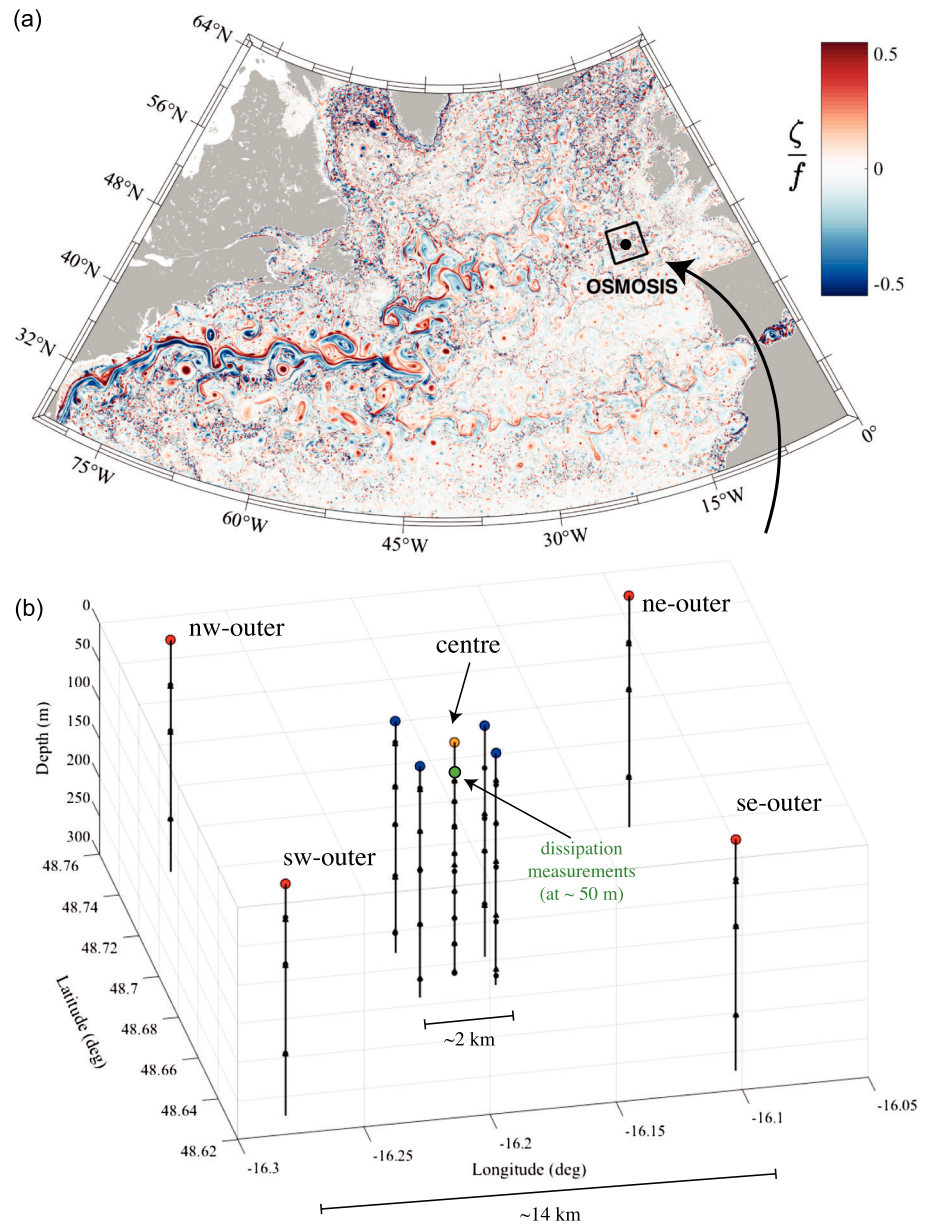 (a)
64°N
56°N
48°N
40°N
32°N
75°W
60°W
45°W
30°W
15°W
0°
OSMOSIS
0.5
0
-0.5
ζ
f
(b)
nw-outer
ne-outer
centre
sw-outer
se-outer
dissipation
measurements
(at ~ 50 m)
~2 km
~14 km
Depth (m)
0
50
100
150
200
250
300
Latitude (deg)
48.76
48.74
48.72
48.7
48.68
48.66
48.64
48.62
Longitude (deg)
-16.3
-16.25
-16.2
-16.15
-16.1
-16.05